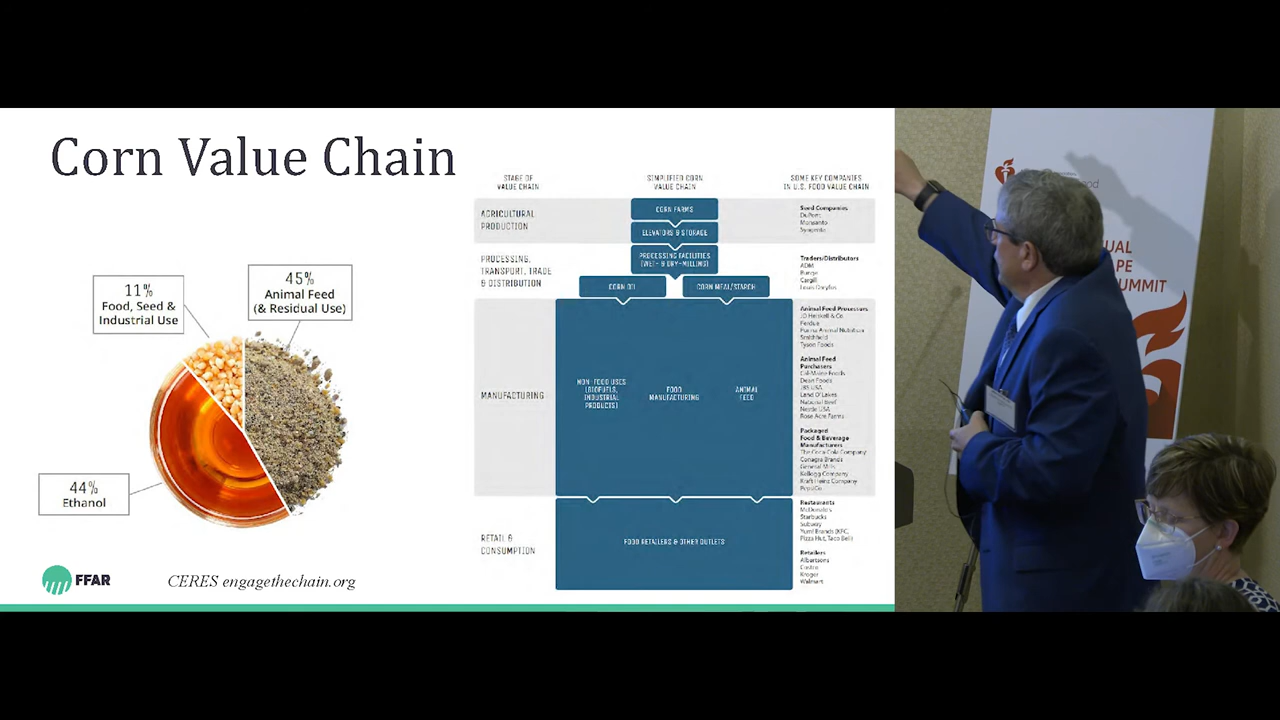 Corn Value Chain
11%
Food, Seed &
Industrial Use
45%
Animal Feed
(& Residual Use)
44%
Ethanol
FFAR
CERES engagethechain.org
STAGE OF
VALUE CHAIN
SIMPLIFIED CORN
VALUE CHAIN
SOME KEY COMPANIES
IN U.S. FOOD VALUE CHAIN
AGRICULTURAL
PRODUCTION
CORN FARMS
ELEVATORS & STORAGE
Seed Companies
DuPont
Monsanto
Syngenta
PROCESSING,
TRANSPORT, TRADE
& DISTRIBUTION
PROCESSING FACILITIES
(WET- & DRY-MILLING)
CORN OIL
CORN MEAL/STARCH
Traders/Distributors
ADM
Bunge
Cargill
Louis Dreyfus
MANUFACTURING
NON-FOOD USES
(BIOFUELS,
INDUSTRIAL
PRODUCTS)
FOOD
MANUFACTURING
ANIMAL
FEED
Animal Feed Processors
JD Heiskell & Co
Perdue
Purina Animal Nutrition
Smithfield
Tyson Foods
Animal Feed
Purchasers
Cal-Maine Foods
Dean Foods
JBS USA
Land O'Lakes
National Beef
Nestle USA
Rose Acre Farms
Packaged
Food & Beverage
Manufacturers
The Coca-Cola Company
Conagra Brands
General Mills
Kellogg Company
Kraft Heinz Company
PepsiCo
RETAIL &
CONSUMPTION
FOOD RETAILERS & OTHER OUTLETS
Restaurants
McDonalds
Starbucks
Subway
Yum! Brands (KFC,
Pizza Hut, Taco Bell)
Retailers
Albertsons
Costco
Kroger
Walmart
SUMMIT